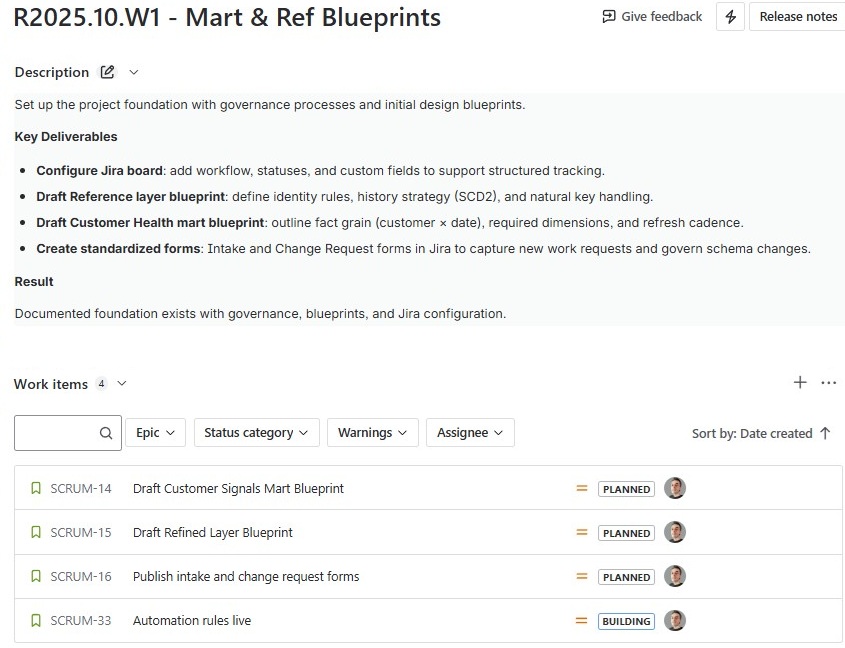 R2025.10.W1 - Mart & Ref Blueprints
Give feedback
Release notes
Description
Set up the project foundation with governance processes and initial design blueprints.
Key Deliverables
• Configure Jira board: add workflow, statuses, and custom fields to support structured tracking.
• Draft Reference layer blueprint: define identity rules, history strategy (SCD2), and natural key handling.
• Draft Customer Health mart blueprint: outline fact grain (customer × date), required dimensions, and refresh cadence.
• Create standardized forms: Intake and Change Request forms in Jira to capture new work requests and govern schema changes.
Result
Documented foundation exists with governance, blueprints, and Jira configuration.
Work items 4
Epic Status category Warnings Assignee Sort by: Date created
SCRUM-14 Draft Customer Signals Mart Blueprint PLANNED
SCRUM-15 Draft Refined Layer Blueprint PLANNED
SCRUM-16 Publish intake and change request forms PLANNED
SCRUM-33 Automation rules live BUILDING